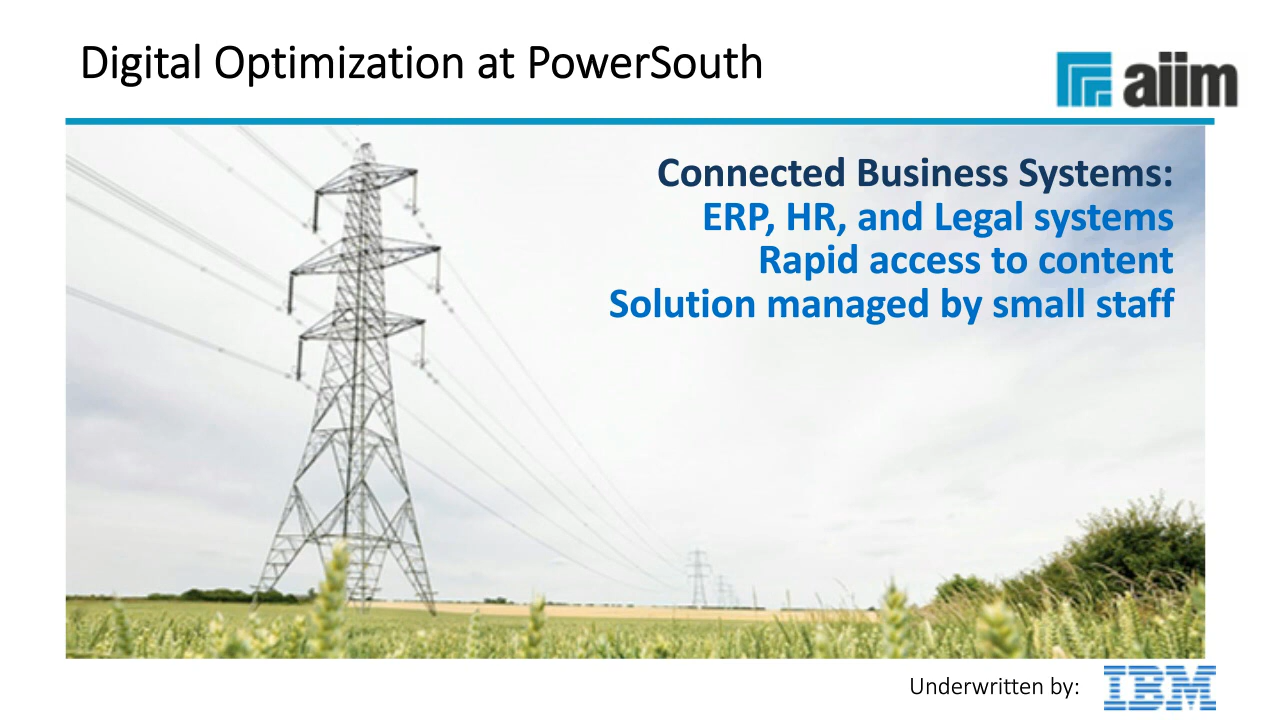 Digital Optimization at PowerSouth
aiim
Connected Business Systems:
ERP, HR, and Legal systems
Rapid access to content
Solution managed by small staff
Underwritten by:
IBM